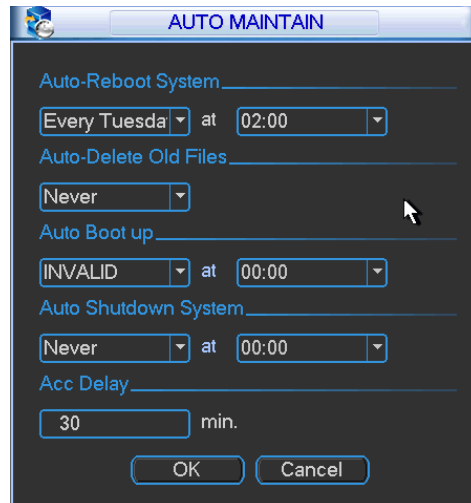 AUTO MAINTAIN
Auto-Reboot System
Every Tuesda at 02:00
Auto-Delete Old Files
Never
Auto Boot up
INVALID at 00:00
Auto Shutdown System
Never at 00:00
Acc Delay
30 min.
OK Cancel